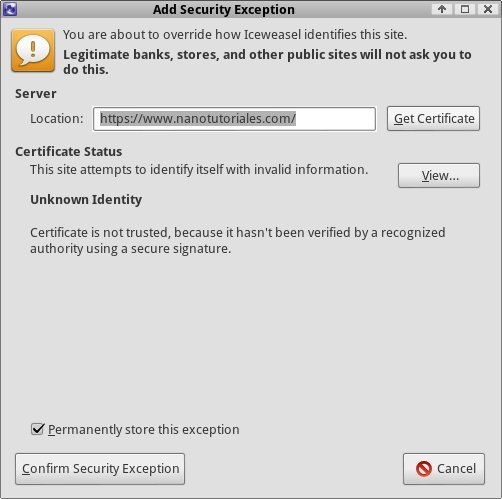 Add Security Exception
You are about to override how Iceweasel identifies this site.
Legitimate banks, stores, and other public sites will not ask you to
do this.
Server
Location: https://www.nanotutoriales.com/ Get Certificate
Certificate Status
This site attempts to identify itself with invalid information. View...
Unknown Identity
Certificate is not trusted, because it hasn't been verified by a recognized
authority using a secure signature.
Permanently store this exception
Confirm Security Exception Cancel